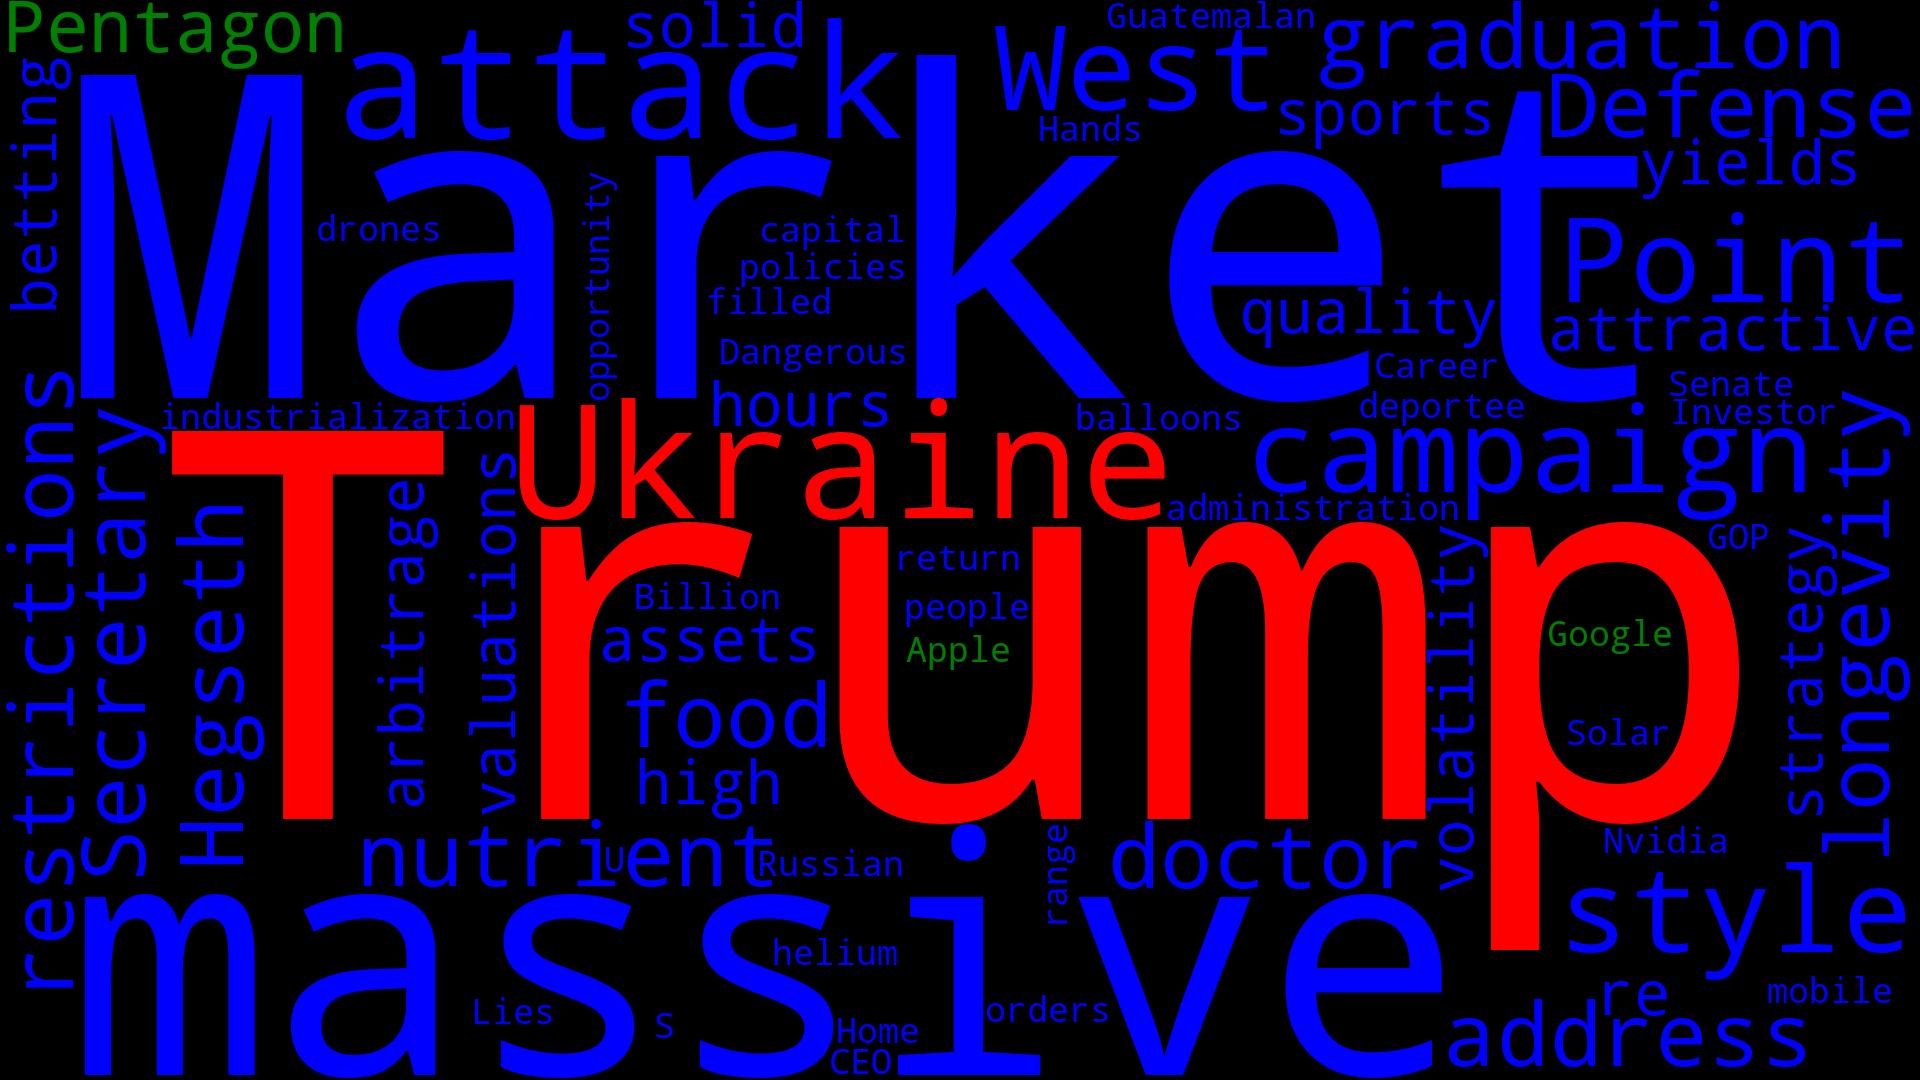 Pentagon
solid
Guatemalan
graduation
attack
West
Defense
betting
Market
Hands
sports
yields
drones
opportunity
capital
policies
filled
Dangerous
quality
Point
attractive
Career
Senate
Investor
hours
balloons
deportee
industrialization
Ukraine
campaign
restrictions
Secretary
Hegseth
Trump
arbitrage
valuations
administration
GOP
return
Billion
people
assets
Apple
Google
food
high
Solar
volatility
strategy
longevity
nutrient
U
Russian
range
doctor
Nvidia
massive
style
helium
Lies
S
Home
CEO
orders
re
mobile
address